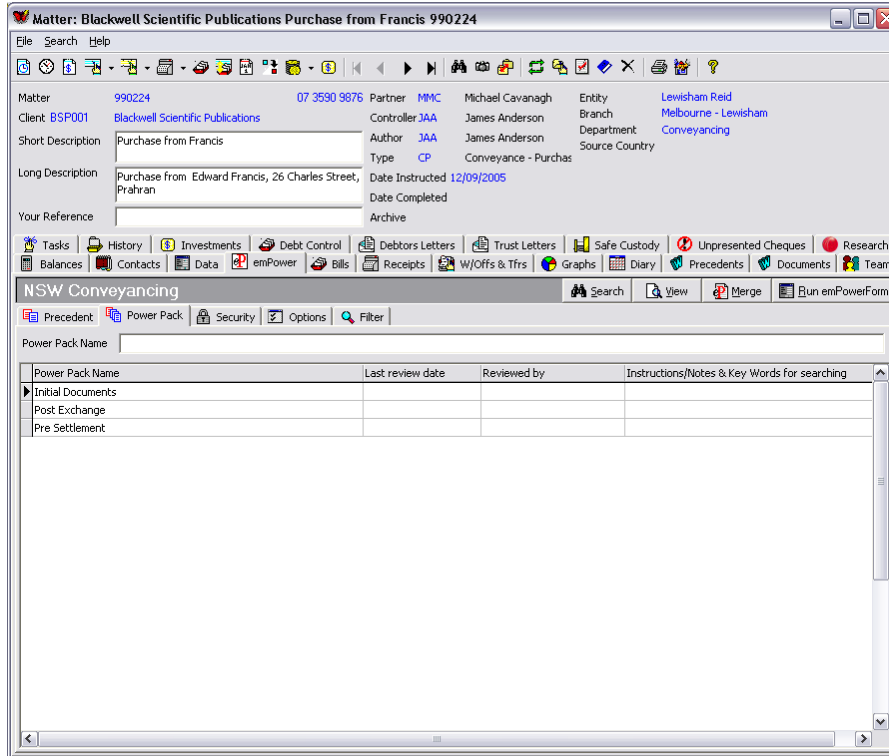 Matter: Blackwell Scientific Publications Purchase from Francis 990224
File Search Help
Matter 990224 07 3590 9876 Partner MMC Michael Cavanagh Entity Lewisham Reid
Client BSP001 Blackwell Scientific Publications Controller JAA James Anderson Branch Melbourne - Lewisham
Short Description Purchase from Francis Author JAA James Anderson Department Conveyancing
Type CP Conveyance - Purchas Source Country
Long Description Purchase from Edward Francis, 26 Charles Street, Prahran Date Instructed 12/09/2005
Date Completed
Your Reference Archive
Tasks History Investments Debt Control Debtors Letters Trust Letters Safe Custody Unpresented Cheques Research
Balances Contacts Data emPower Bills Receipts W/Offs & Tfrs Graphs Diary Precedents Documents Team
NSW Conveyancing Search View Merge Run emPowerForm
Precedent Power Pack Security Options Filter
Power Pack Name
Power Pack Name Last review date Reviewed by Instructions/Notes & Key Words for searching
Initial Documents
Post Exchange
Pre Settlement